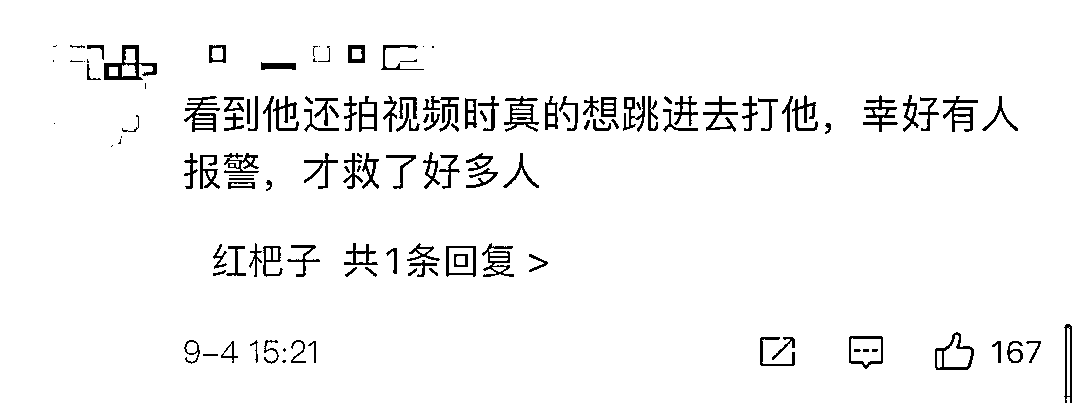 看到他还拍视频时真的想跳进去打他，幸好有人
报警，才救了好多人
红杷子 共1条回复 >
9-4 15:21
167